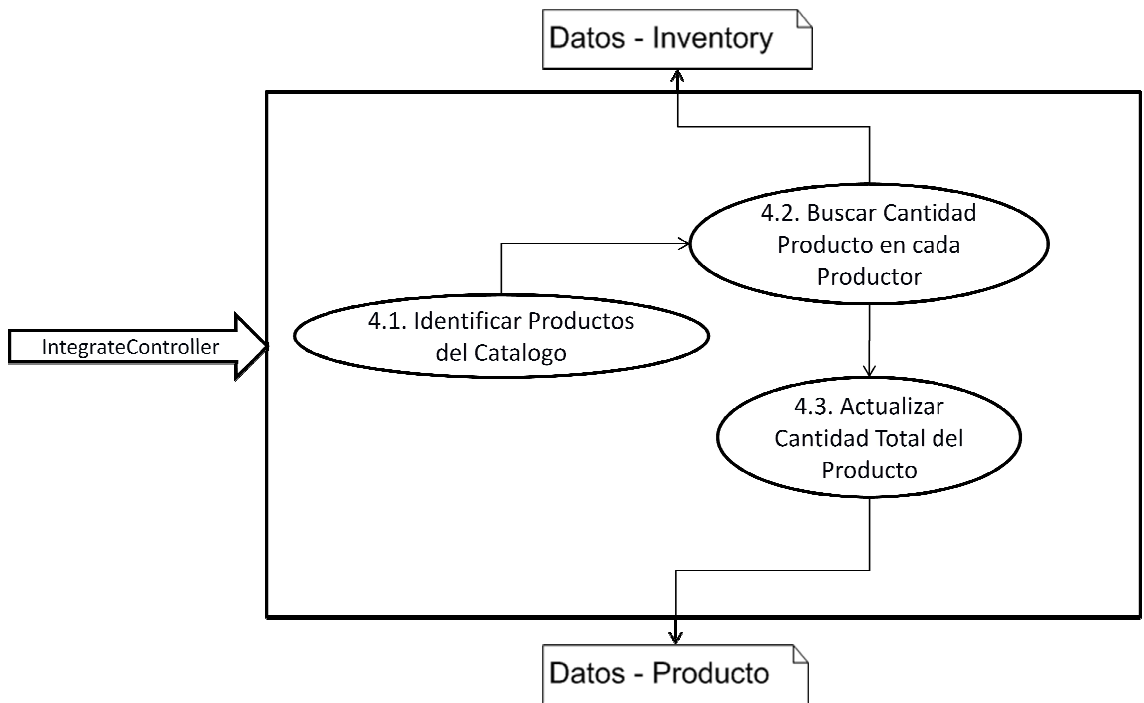 Datos - Inventory
4.2. Buscar Cantidad
Producto en cada
Productor
4.1. Identificar Productos
del Catalogo
IntegrateController
4.3. Actualizar
Cantidad Total del
Producto
Datos - Producto